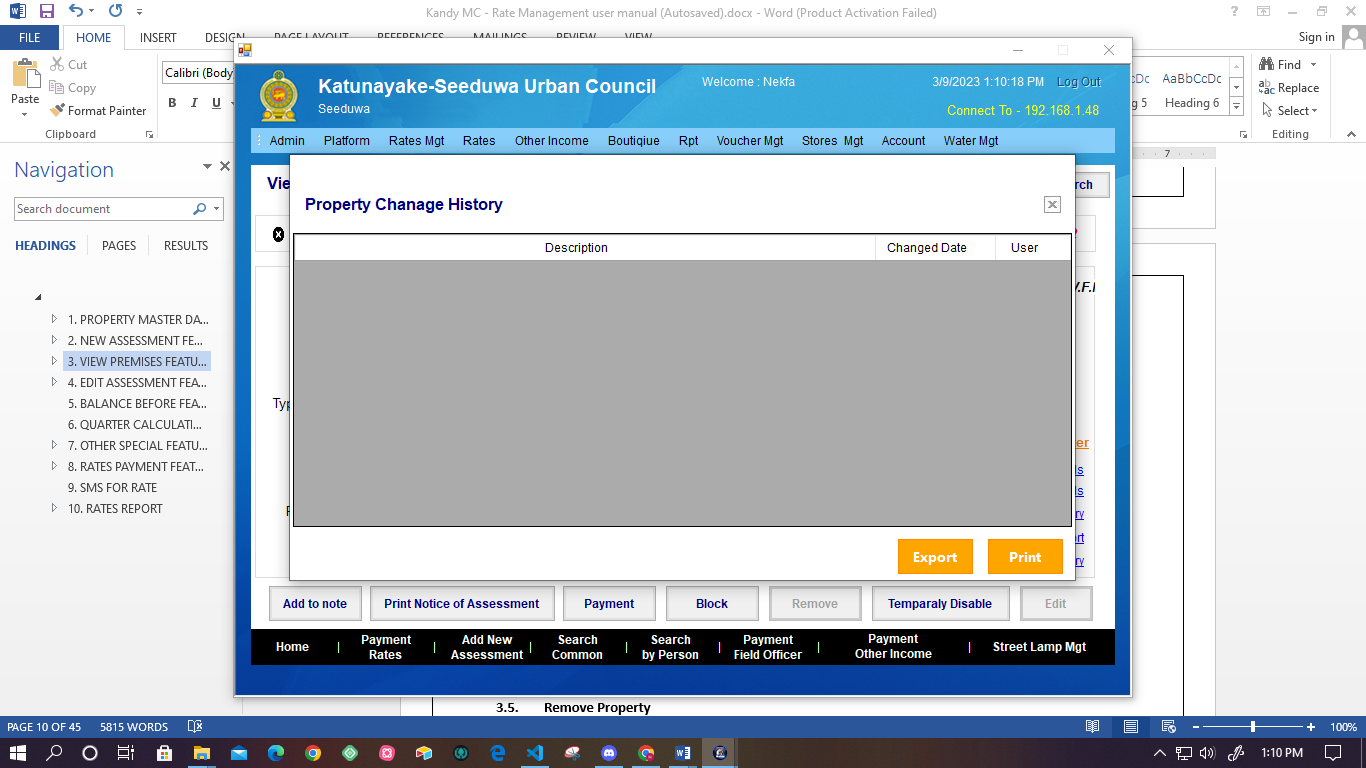 Kandy MC - Rate Management user manual (Autosaved).docx - Word (Product Activation Failed)
FILE HOME INSERT DESIGN PAGE LAYOUT REFERENCES MAILINGS REVIEW VIEW Sign in
Paste
Cut
Copy
Format Painter
Clipboard
Calibri (Body
B I U
AaBbCcDc
Heading 6
Find
Replace
Select
Editing
7
Navigation
Search document
HEADINGS PAGES RESULTS
1. PROPERTY MASTER DA...
2. NEW ASSESSMENT FE...
3. VIEW PREMISES FEATU...
4. EDIT ASSESSMENT FEA...
5. BALANCE BEFORE FEA...
6. QUARTER CALCULATI...
7. OTHER SPECIAL FEATU...
8. RATES PAYMENT FEAT...
9. SMS FOR RATE
10. RATES REPORT
Katunayake-Seeduwa Urban Council
Seeduwa
Welcome : Nekfa
3/9/2023 1:10:18 PM Log Out
Connect To - 192.168.1.48
Admin Platform Rates Mgt Rates Other Income Boutiqiue Rpt Voucher Mgt Stores Mgt Account Water Mgt
Property Chanage History
Description Changed Date User
Export Print
Add to note Print Notice of Assessment Payment Block Remove Temparaly Disable Edit
Home | Payment Rates | Add New Assessment | Search Common | Search by Person | Payment Field Officer | Payment Other Income | Street Lamp Mgt
3.5. Remove Property
PAGE 10 OF 45 5815 WORDS 100%
1:10 PM